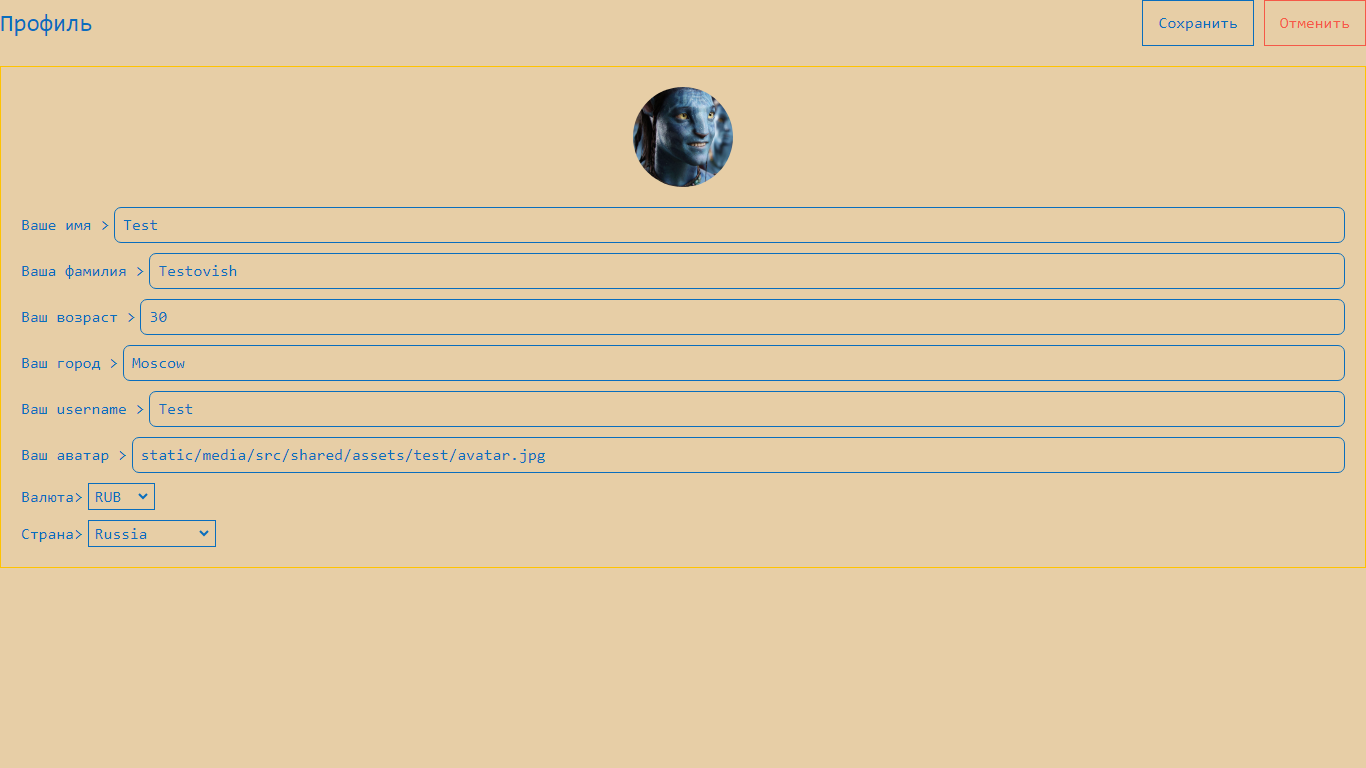 Профиль
Сохранить
Отменить
Ваше имя > Test
Ваша фамилия > Testovish
Ваш возраст > 30
Ваш город > Moscow
Ваш username > Test
Ваш аватар > static/media/src/shared/assets/test/avatar.jpg
Валюта> RUB
Страна> Russia